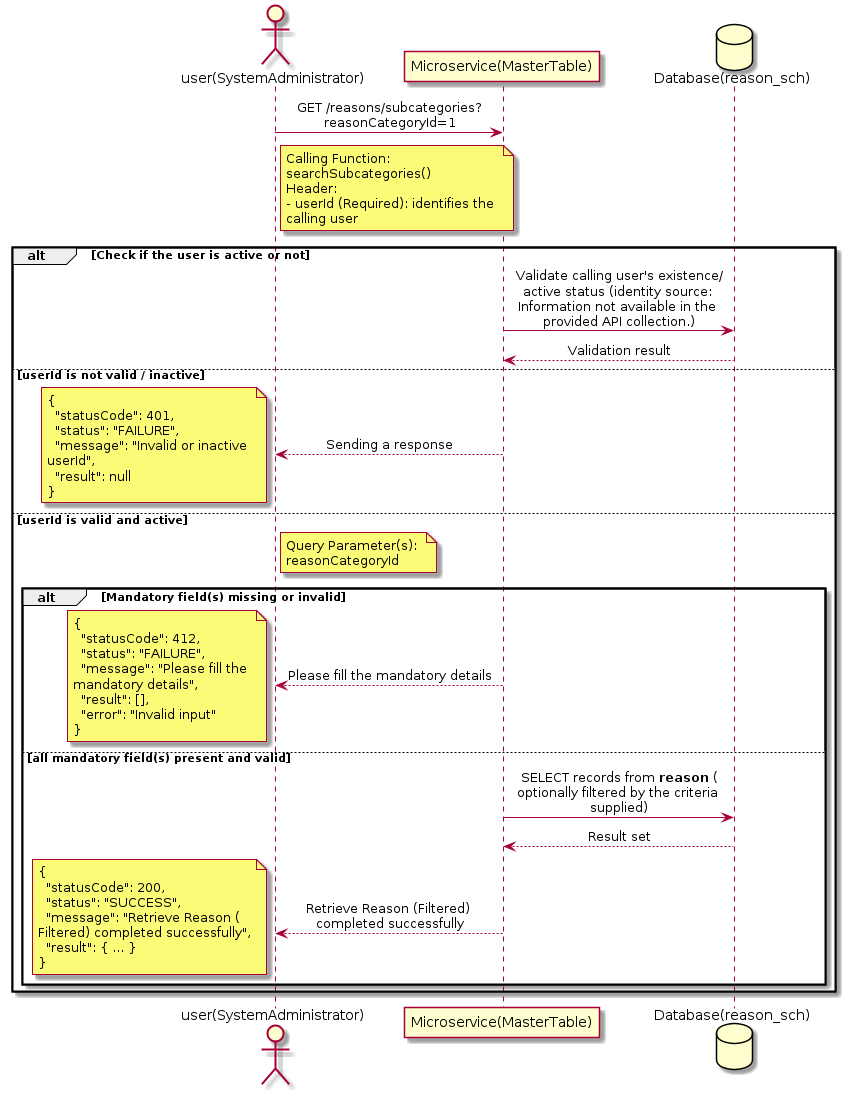 user(SystemAdministrator)
Microservice(MasterTable)
Database(reason_sch)
GET /reasons/subcategories?
reasonCategoryId=1
Calling Function:
searchSubcategories()
Header:
- userId (Required): identifies the
calling user
alt
[Check if the user is active or not]
Validate calling user's existence/
active status (identity source:
Information not available in the
provided API collection.)
Validation result
[userId is not valid / inactive]
{
"statusCode": 401,
"status": "FAILURE",
"message": "Invalid or inactive
userId",
"result": null
}
Sending a response
[userId is valid and active]
Query Parameter(s):
reasonCategoryId
alt
[Mandatory field(s) missing or invalid]
{
"statusCode": 412,
"status": "FAILURE",
"message": "Please fill the
mandatory details",
"result": [],
"error": "Invalid input"
}
Please fill the mandatory details
[all mandatory field(s) present and valid]
SELECT records from reason (
optionally filtered by the criteria
supplied)
Result set
{
"statusCode": 200,
"status": "SUCCESS",
"message": "Retrieve Reason (
Filtered) completed successfully",
"result": { ... }
}
Retrieve Reason (Filtered)
completed successfully
user(SystemAdministrator)
Microservice(MasterTable)
Database(reason_sch)